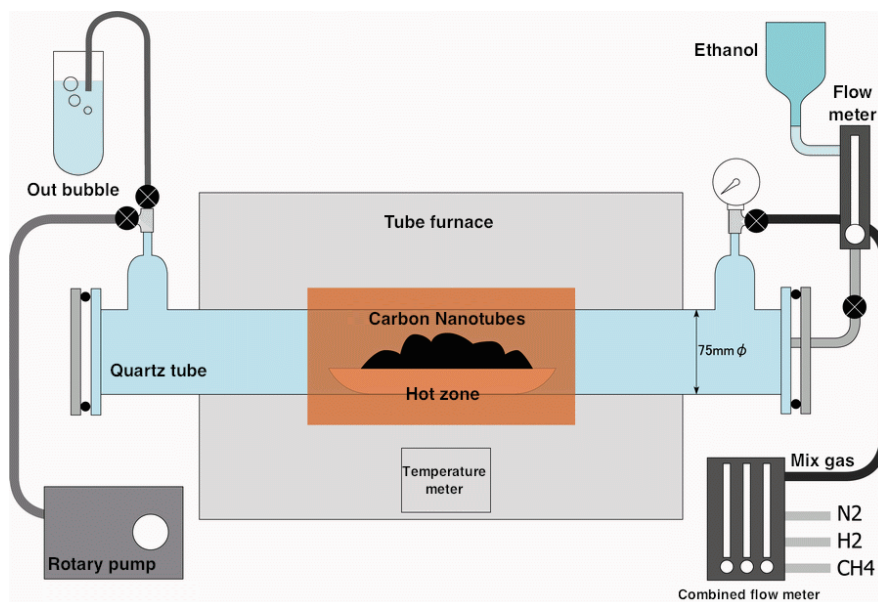 Ethanol
Flow
meter
Out bubble
Tube furnace
Carbon Nanotubes
75mm ϕ
Quartz tube
Hot zone
Temperature
meter
Mix gas
N2
H2
CH4
Rotary pump
Combined flow meter